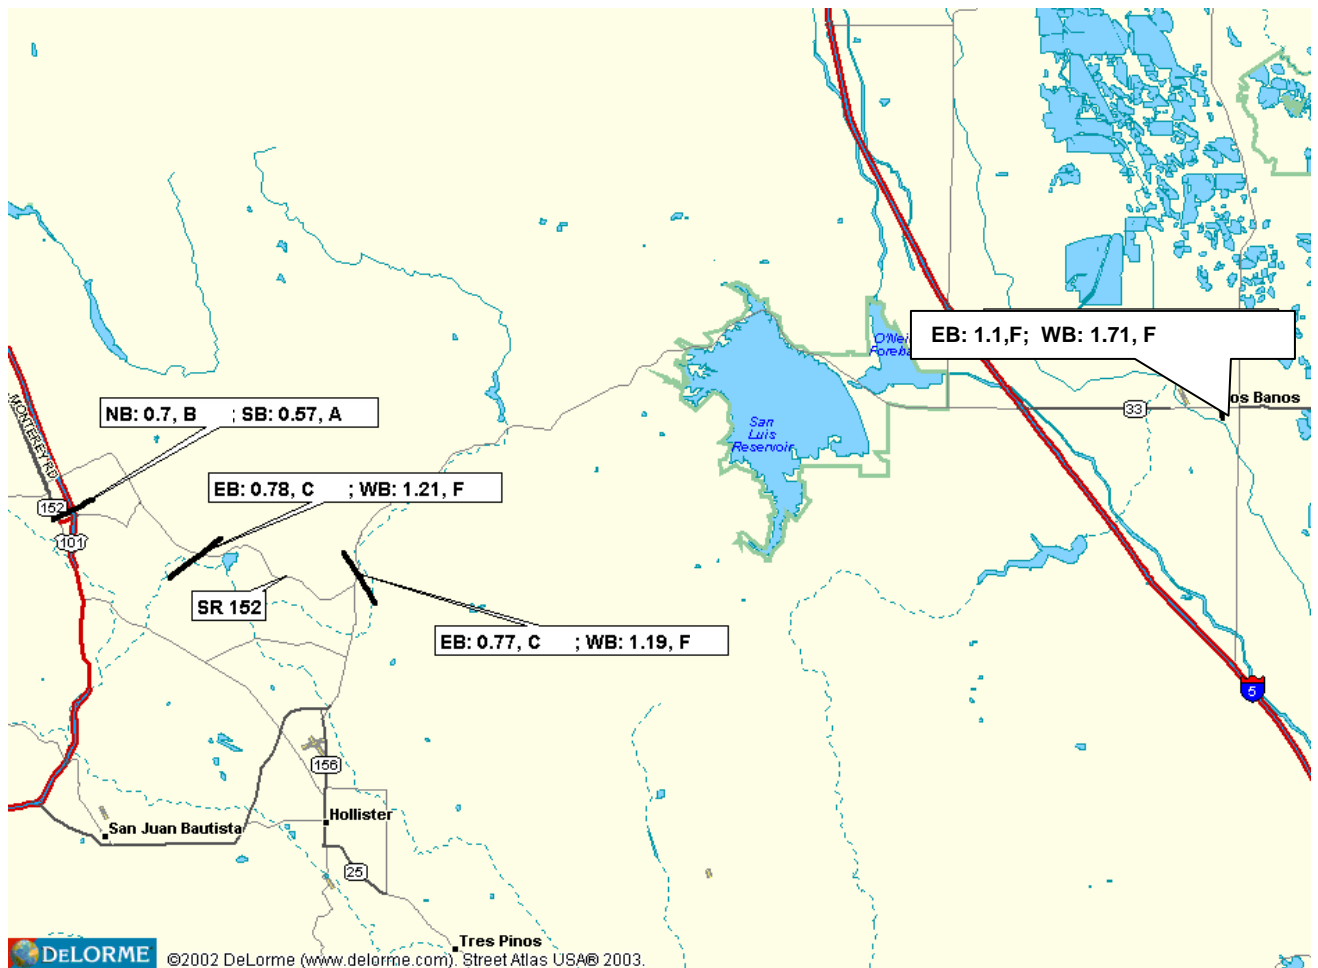 EB: 1.1,F; WB: 1.71, F
O'Nei
Foreba
33
os Banos
MONTEREY RD
NB: 0.7, B ; SB: 0.57, A
San
Luis
Reservoir
EB: 0.78, C ; WB: 1.21, F
152
101
SR 152
EB: 0.77, C ; WB: 1.19, F
5
156
Hollister
San Juan Bautista
25
Tres Pinos
DELORME
©2002 DeLorme (www.delorme.com). Street Atlas USA® 2003.